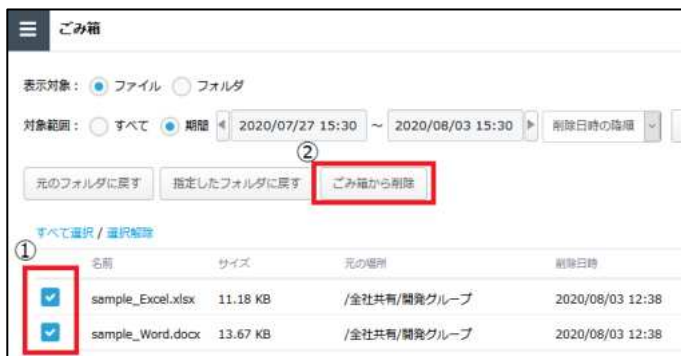 ごみ箱
表示対象： ファイル フォルダ
対象範囲： すべて 期間 2020/07/27 15:30 ～ 2020/08/03 15:30 削除日時の降順
②
元のフォルダに戻す 指定したフォルダに戻す ごみ箱から削除
すべて選択 / 選択解除
①
名前 サイズ 元の場所 削除日時
sample_Excel.xlsx 11.18 KB /全社共有/開発グループ 2020/08/03 12:38
sample_Word.docx 13.67 KB /全社共有/開発グループ 2020/08/03 12:38